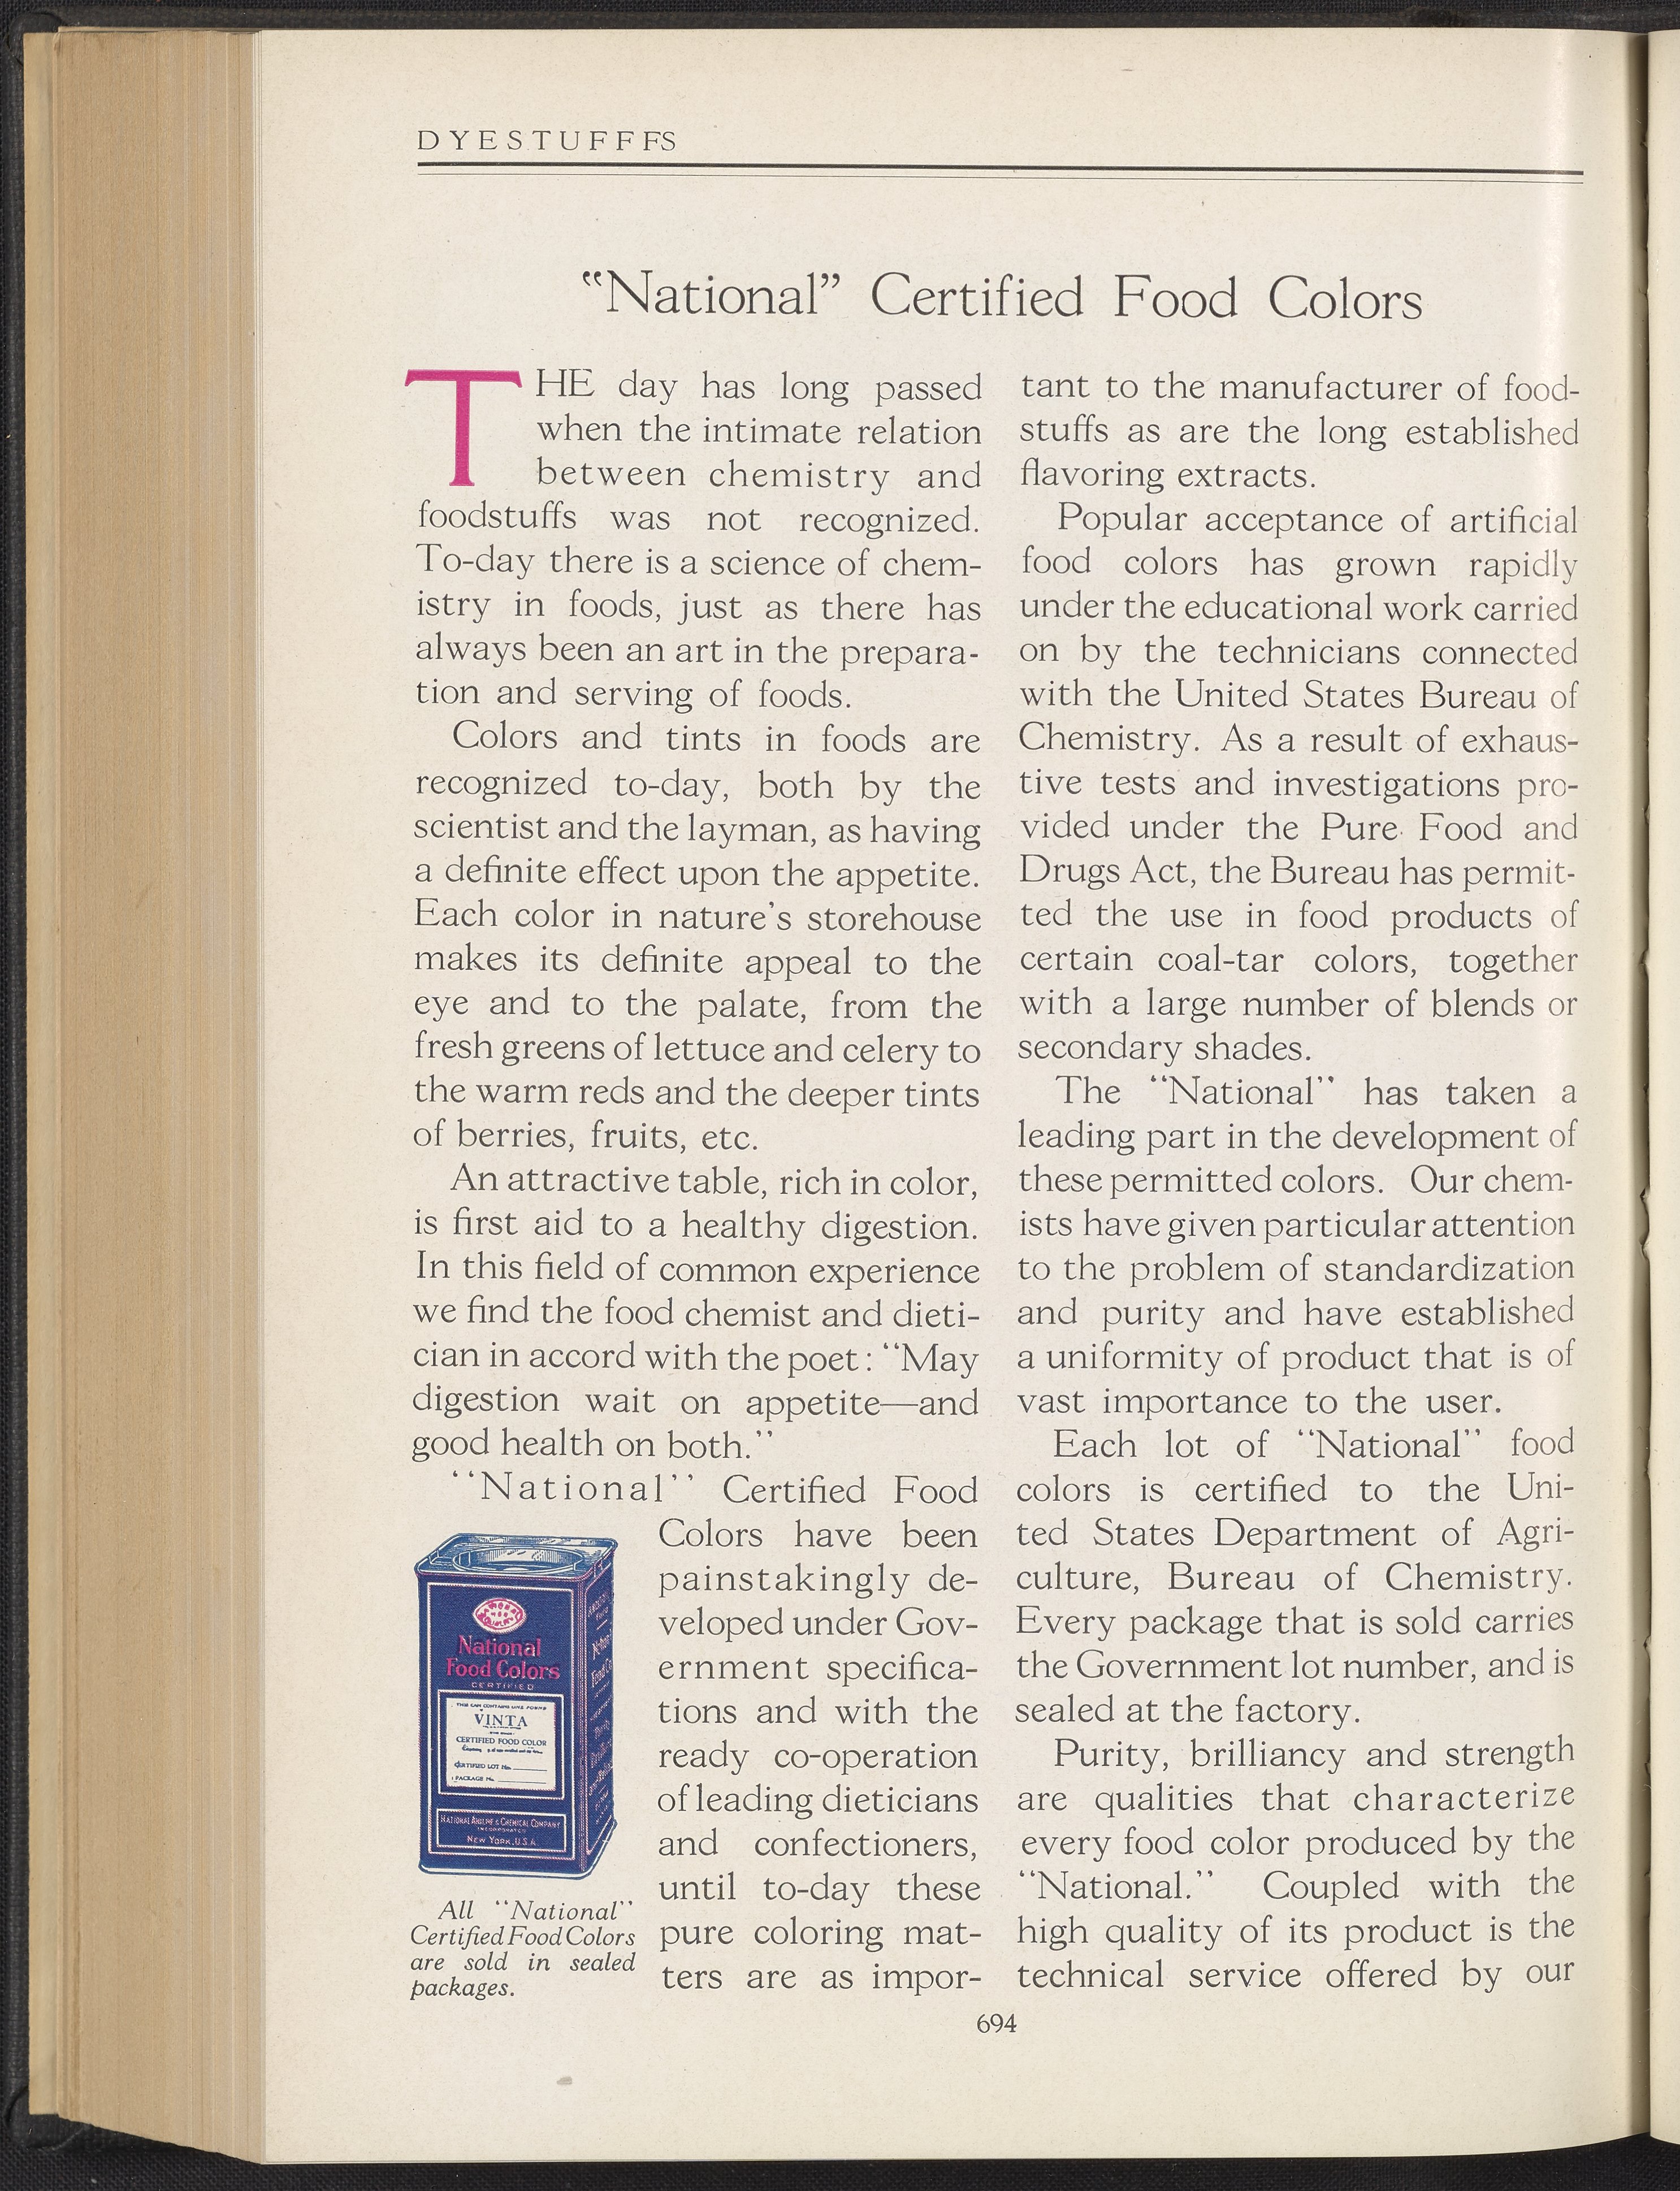 DYESTUFFFS
“National” Certified Food Colors
THE day has long passed
when the intimate relation
between chemistry and
foodstuffs was not recognized.
To-day there is a science of chem-
istry in foods, just as there has
always been an art in the prepara-
tion and serving of foods.
Colors and tints in foods are
recognized to-day, both by the
scientist and the layman, as having
a definite effect upon the appetite.
Each color in nature’s storehouse
makes its definite appeal to the
eye and to the palate, from the
fresh greens of lettuce and celery to
the warm reds and the deeper tints
of berries, fruits, etc.
An attractive table, rich in color,
is first aid to a healthy digestion.
In this field of common experience
we find the food chemist and dieti-
cian in accord with the poet: “May
digestion wait on appetite—and
good health on both.”
“National” Certified Food
Colors have been
painstakingly de-
veloped under Gov-
ernment specifica-
tions and with the
ready co-operation
of leading dieticians
and confectioners,
until to-day these
pure coloring mat-
ters are as impor-
National
Food Colors
CERTIFIED
THIS CAN CONTAINS
VINTA
CERTIFIED FOOD COLOR
CERTIFIED LOT No.
PACKAGE No.
NATIONAL ANILINE & CHEMICAL COMPANY
INCORPORATED
NEW YORK, U.S.A.
All “National”
Certified Food Colors
are sold in sealed
packages.
tant to the manufacturer of food-
stuffs as are the long established
flavoring extracts.
Popular acceptance of artificial
food colors has grown rapidly
under the educational work carried
on by the technicians connected
with the United States Bureau of
Chemistry. As a result of exhaus-
tive tests and investigations pro-
vided under the Pure Food and
Drugs Act, the Bureau has permit-
ted the use in food products of
certain coal-tar colors, together
with a large number of blends or
secondary shades.
The “National” has taken a
leading part in the development of
these permitted colors. Our chem-
ists have given particular attention
to the problem of standardization
and purity and have established
a uniformity of product that is of
vast importance to the user.
Each lot of “National” food
colors is certified to the Uni-
ted States Department of Agri-
culture, Bureau of Chemistry.
Every package that is sold carries
the Government lot number, and is
sealed at the factory.
Purity, brilliancy and strength
are qualities that characterize
every food color produced by the
“National.” Coupled with the
high quality of its product is the
technical service offered by our
694